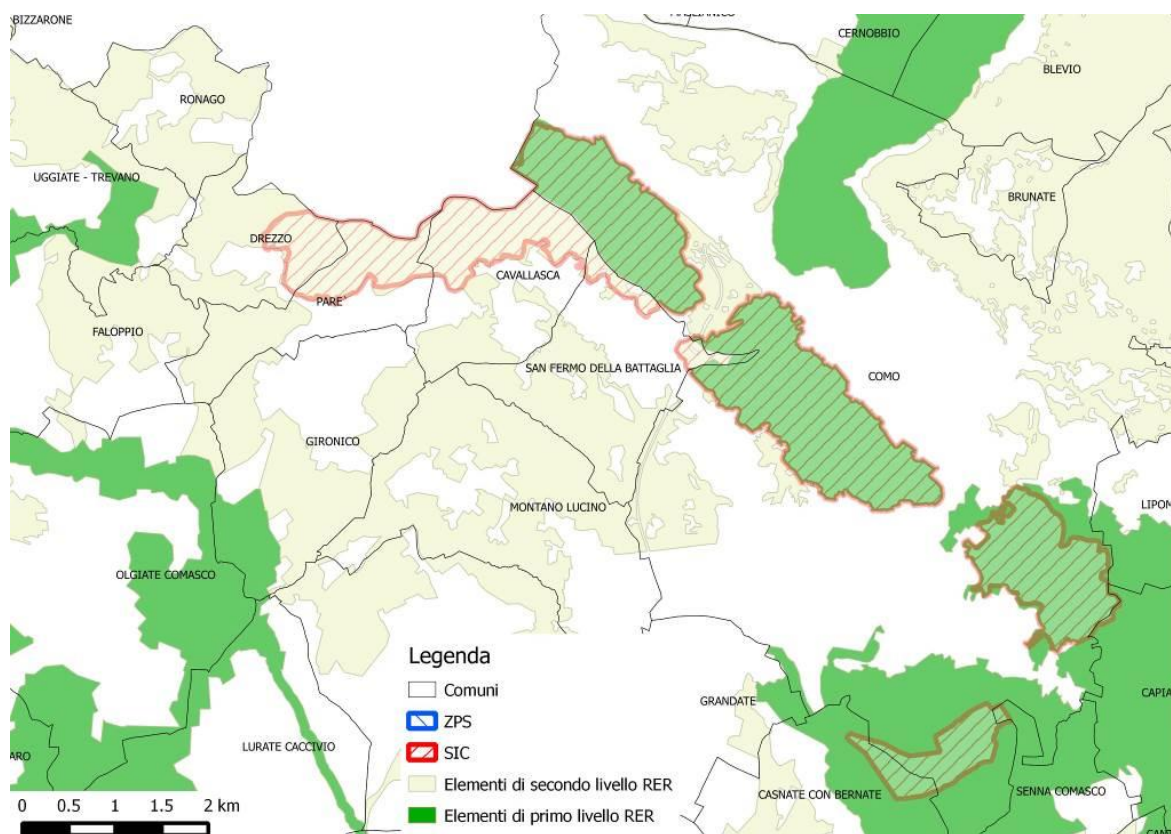 BIZZARONE
MASLIANICO
CERNOBBIO
BLEVIO
RONAGO
UGGIATE - TREVANO
BRUNATE
DREZZO
CAVALLASCA
PARE`
FALOPPIO
SAN FERMO DELLA BATTAGLIA
COMO
GIRONICO
MONTANO LUCINO
LIPOM
OLGIATE COMASCO
Legenda
Comuni
GRANDATE
CAPIA
ZPS
LURATE CACCIVIO
ARO
SIC
Elementi di secondo livello RER
CASNATE CON BERNATE
SENNA COMASCO
0 0.5 1 1.5 2 km
Elementi di primo livello RER